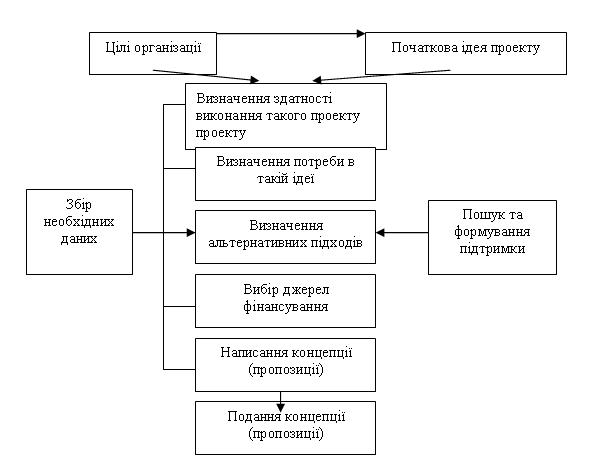 Цілі організації
Початкова ідея проекту
Визначення здатності
виконання такого проекту
проекту
Визначення потреби в
такій ідеї
Збір
необхідних
даних
Визначення
альтернативних підходів
Пошук та
формування
підтримки
Вибір джерел
фінансування
Написання концепції
(пропозиції)
Подання концепції
(пропозиції)